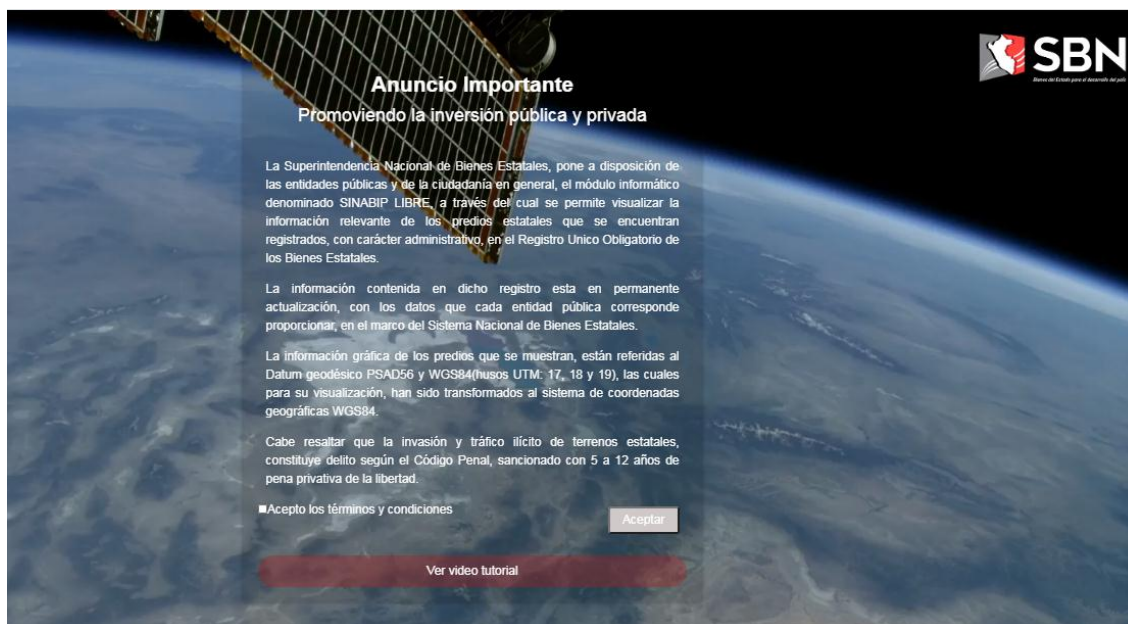 SBN
Bienes del Estado para el desarrollo del país
Anuncio Importante
Promoviendo la inversión pública y privada
La Superintendencia Nacional de Bienes Estatales, pone a disposición de
las entidades públicas y de la ciudadanía en general, el módulo informático
denominado SINABIP LIBRE, a través del cual se permite visualizar la
información relevante de los predios estatales que se encuentran
registrados, con carácter administrativo, en el Registro Unico Obligatorio de
los Bienes Estatales.
La información contenida en dicho registro esta en permanente
actualización, con los datos que cada entidad pública corresponde
proporcionar, en el marco del Sistema Nacional de Bienes Estatales.
La información gráfica de los predios que se muestran, están referidas al
Datum geodésico PSAD56 y WGS84(husos UTM: 17, 18 y 19), las cuales
para su visualización, han sido transformados al sistema de coordenadas
geográficas WGS84.
Cabe resaltar que la invasión y tráfico ilícito de terrenos estatales,
constituye delito según el Código Penal, sancionado con 5 a 12 años de
pena privativa de la libertad.
Acepto los términos y condiciones
Aceptar
Ver video tutorial